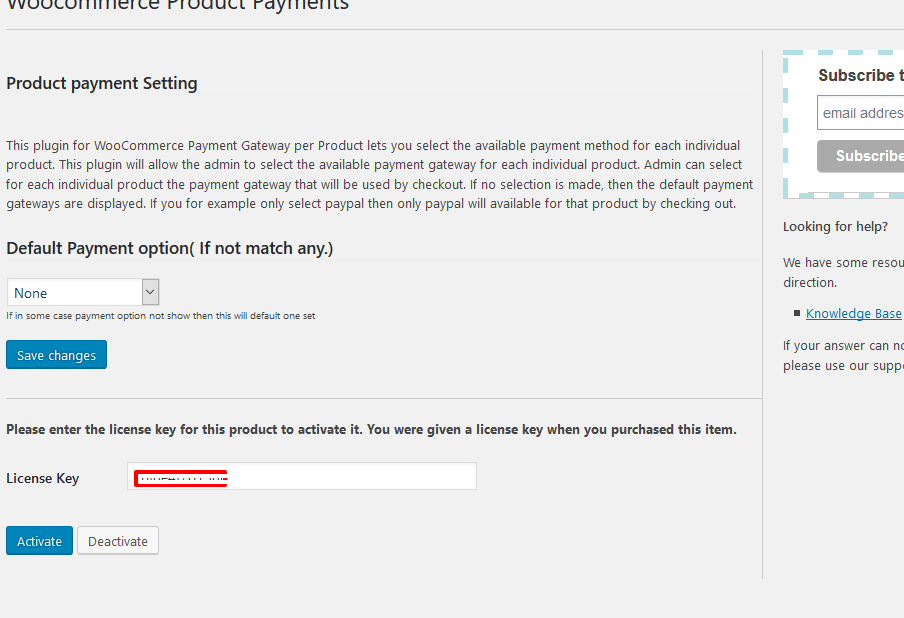 Woocommerce Product Payments
Product payment Setting
This plugin for WooCommerce Payment Gateway per Product lets you select the available payment method for each individual
product. This plugin will allow the admin to select the available payment gateway for each individual product. Admin can select
for each individual product the payment gateway that will be used by checkout. If no selection is made, then the default payment
gateways are displayed. If you for example only select paypal then only paypal will available for that product by checking out.
Default Payment option( If not match any.)
None
If in some case payment option not show then this will default one set
Save changes
Please enter the license key for this product to activate it. You were given a license key when you purchased this item.
License Key
Activate Deactivate
Subscribe t
email addres
Subscribe
Looking for help?
We have some resou
direction.
Knowledge Base
If your answer can no
please use our suppo